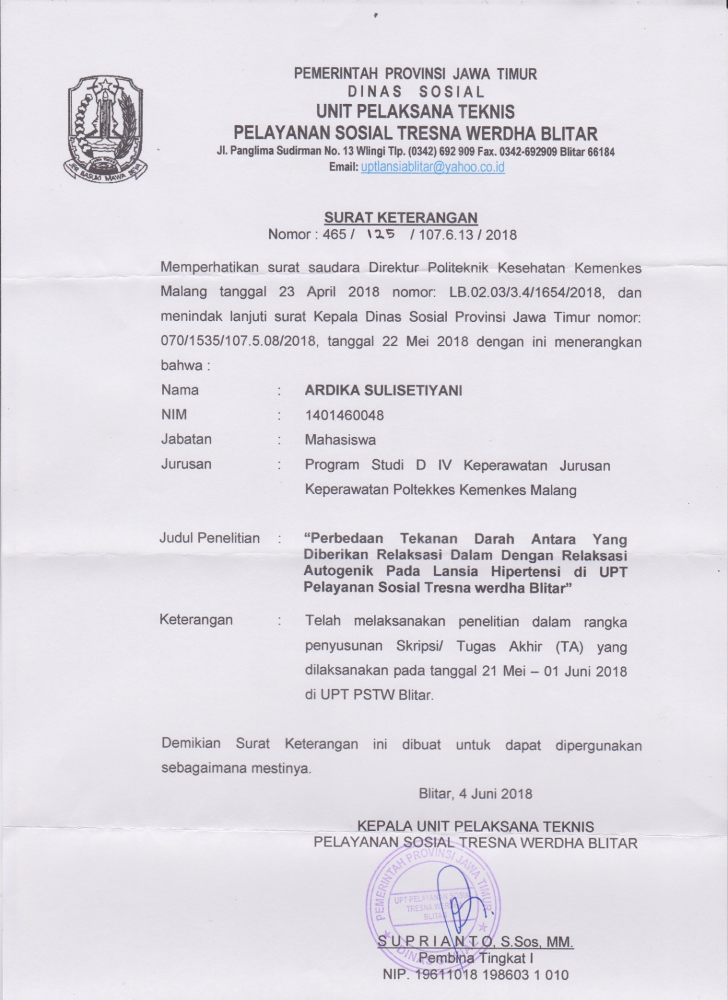 PEMERINTAH PROVINSI JAWA TIMUR
DINAS SOSIAL
UNIT PELAKSANA TEKNIS
PELAYANAN SOSIAL TRESNA WERDHA BLITAR
Jl. Panglima Sudirman No. 13 Wlingi Tlp. (0342) 692 909 Fax. 0342-692909 Blitar 66184
Email: uptlansiablitar@yahoo.co.id
JER BASUKI MAWA BEYA
SURAT KETERANGAN
Nomor : 465 / 125 / 107.6.13 / 2018
Memperhatikan surat saudara Direktur Politeknik Kesehatan Kemenkes
Malang tanggal 23 April 2018 nomor: LB.02.03/3.4/1654/2018, dan
menindak lanjuti surat Kepala Dinas Sosial Provinsi Jawa Timur nomor:
070/1535/107.5.08/2018, tanggal 22 Mei 2018 dengan ini menerangkan
bahwa :
Nama : ARDIKA SULISETIYANI
NIM : 1401460048
Jabatan : Mahasiswa
Jurusan : Program Studi D IV Keperawatan Jurusan
Keperawatan Poltekkes Kemenkes Malang
Judul Penelitian : “Perbedaan Tekanan Darah Antara Yang
Diberikan Relaksasi Dalam Dengan Relaksasi
Autogenik Pada Lansia Hipertensi di UPT
Pelayanan Sosial Tresna werdha Blitar”
Keterangan : Telah melaksanakan penelitian dalam rangka
penyusunan Skripsi/ Tugas Akhir (TA) yang
dilaksanakan pada tanggal 21 Mei – 01 Juni 2018
di UPT PSTW Blitar.
Demikian Surat Keterangan ini dibuat untuk dapat dipergunakan
sebagaimana mestinya.
Blitar, 4 Juni 2018
KEPALA UNIT PELAKSANA TEKNIS
PELAYANAN SOSIAL TRESNA WERDHA BLITAR
PEMERINTAH PROVINSI JAWA TIMUR
UPT PELAYANAN SOSIAL
TRESNA WERDHA
BLITAR
DINAS SOSIAL
SUPRIANTO, S.Sos, MM.
Pembina Tingkat I
NIP. 19611018 198603 1 010